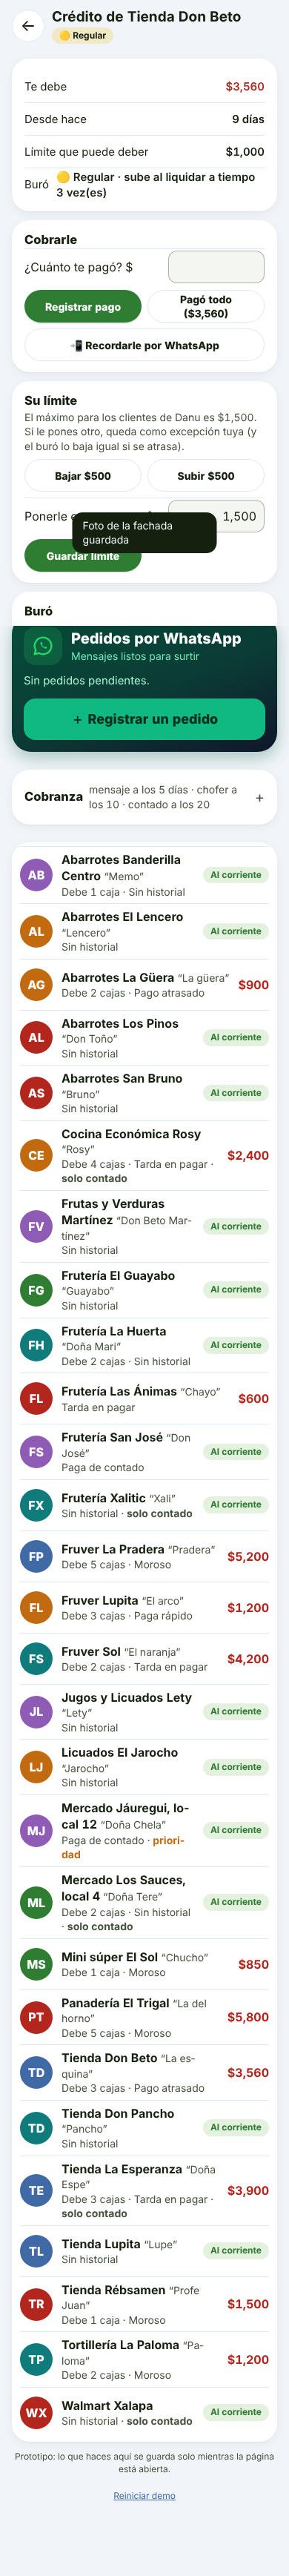 Crédito de Tienda Don Beto
🟡 Regular
Te debe $3,560
Desde hace 9 días
Límite que puede deber $1,000
Buró 🟡 Regular · sube al liquidar a tiempo
3 vez(es)
Cobrarle
¿Cuánto te pagó? $
Registrar pago
Pagó todo
($3,560)
📲 Recordarle por WhatsApp
Su límite
El máximo para los clientes de Danu es $1,500.
Si le pones otro, queda como excepción tuya (y
el buró lo baja igual si se atrasa).
Bajar $500 Subir $500
Ponerle 1,500
Foto de la fachada
guardada
Guardar límite
Buró
Pedidos por WhatsApp
Mensajes listos para surtir
Sin pedidos pendientes.
+ Registrar un pedido
Cobranza mensaje a los 5 días · chofer a
los 10 · contado a los 20 +
AB Abarrotes Banderilla
Centro “Memo” Al corriente
Debe 1 caja · Sin historial
AL Abarrotes El Lencero
“Lencero” Al corriente
Sin historial
AG Abarrotes La Güera “La güera” $900
Debe 2 cajas · Pago atrasado
AL Abarrotes Los Pinos
“Don Toño” Al corriente
Sin historial
AS Abarrotes San Bruno
“Bruno” Al corriente
Sin historial
CE Cocina Económica Rosy
“Rosy” $2,400
Debe 4 cajas · Tarda en pagar ·
solo contado
FV Frutas y Verduras
Martínez “Don Beto Mar-
tínez” Al corriente
Sin historial
FG Frutería El Guayabo
“Guayabo” Al corriente
Sin historial
FH Frutería La Huerta
“Doña Mari” Al corriente
Debe 2 cajas · Sin historial
FL Frutería Las Ánimas “Chayo” $600
Tarda en pagar
FS Frutería San José “Don
José” Al corriente
Paga de contado
FX Frutería Xalitic “Xali” Al corriente
Sin historial · solo contado
FP Fruver La Pradera “Pradera” $5,200
Debe 5 cajas · Moroso
FL Fruver Lupita “El arco” $1,200
Debe 3 cajas · Paga rápido
FS Fruver Sol “El naranja” $4,200
Debe 2 cajas · Tarda en pagar
JL Jugos y Licuados Lety
“Lety” Al corriente
Sin historial
LJ Licuados El Jarocho
“Jarocho” Al corriente
Sin historial
MJ Mercado Jáuregui, lo-
cal 12 “Doña Chela” Al corriente
Paga de contado · priori-
dad
ML Mercado Los Sauces,
local 4 “Doña Tere” Al corriente
Debe 2 cajas · Sin historial
· solo contado
MS Mini súper El Sol “Chucho” $850
Debe 1 caja · Moroso
PT Panadería El Trigal “La del
horno” $5,800
Debe 5 cajas · Moroso
TD Tienda Don Beto “La es-
quina” $3,560
Debe 3 cajas · Pago atrasado
TD Tienda Don Pancho
“Pancho” Al corriente
Sin historial
TE Tienda La Esperanza “Doña
Espe” $3,900
Debe 3 cajas · Tarda en pagar ·
solo contado
TL Tienda Lupita “Lupe” Al corriente
Sin historial
TR Tienda Rébsamen “Profe
Juan” $1,500
Debe 1 caja · Moroso
TP Tortillería La Paloma “Pa-
loma” $1,200
Debe 2 cajas · Moroso
WX Walmart Xalapa Al corriente
Sin historial · solo contado
Prototipo: lo que haces aquí se guarda solo mientras la página
está abierta.
Reiniciar demo